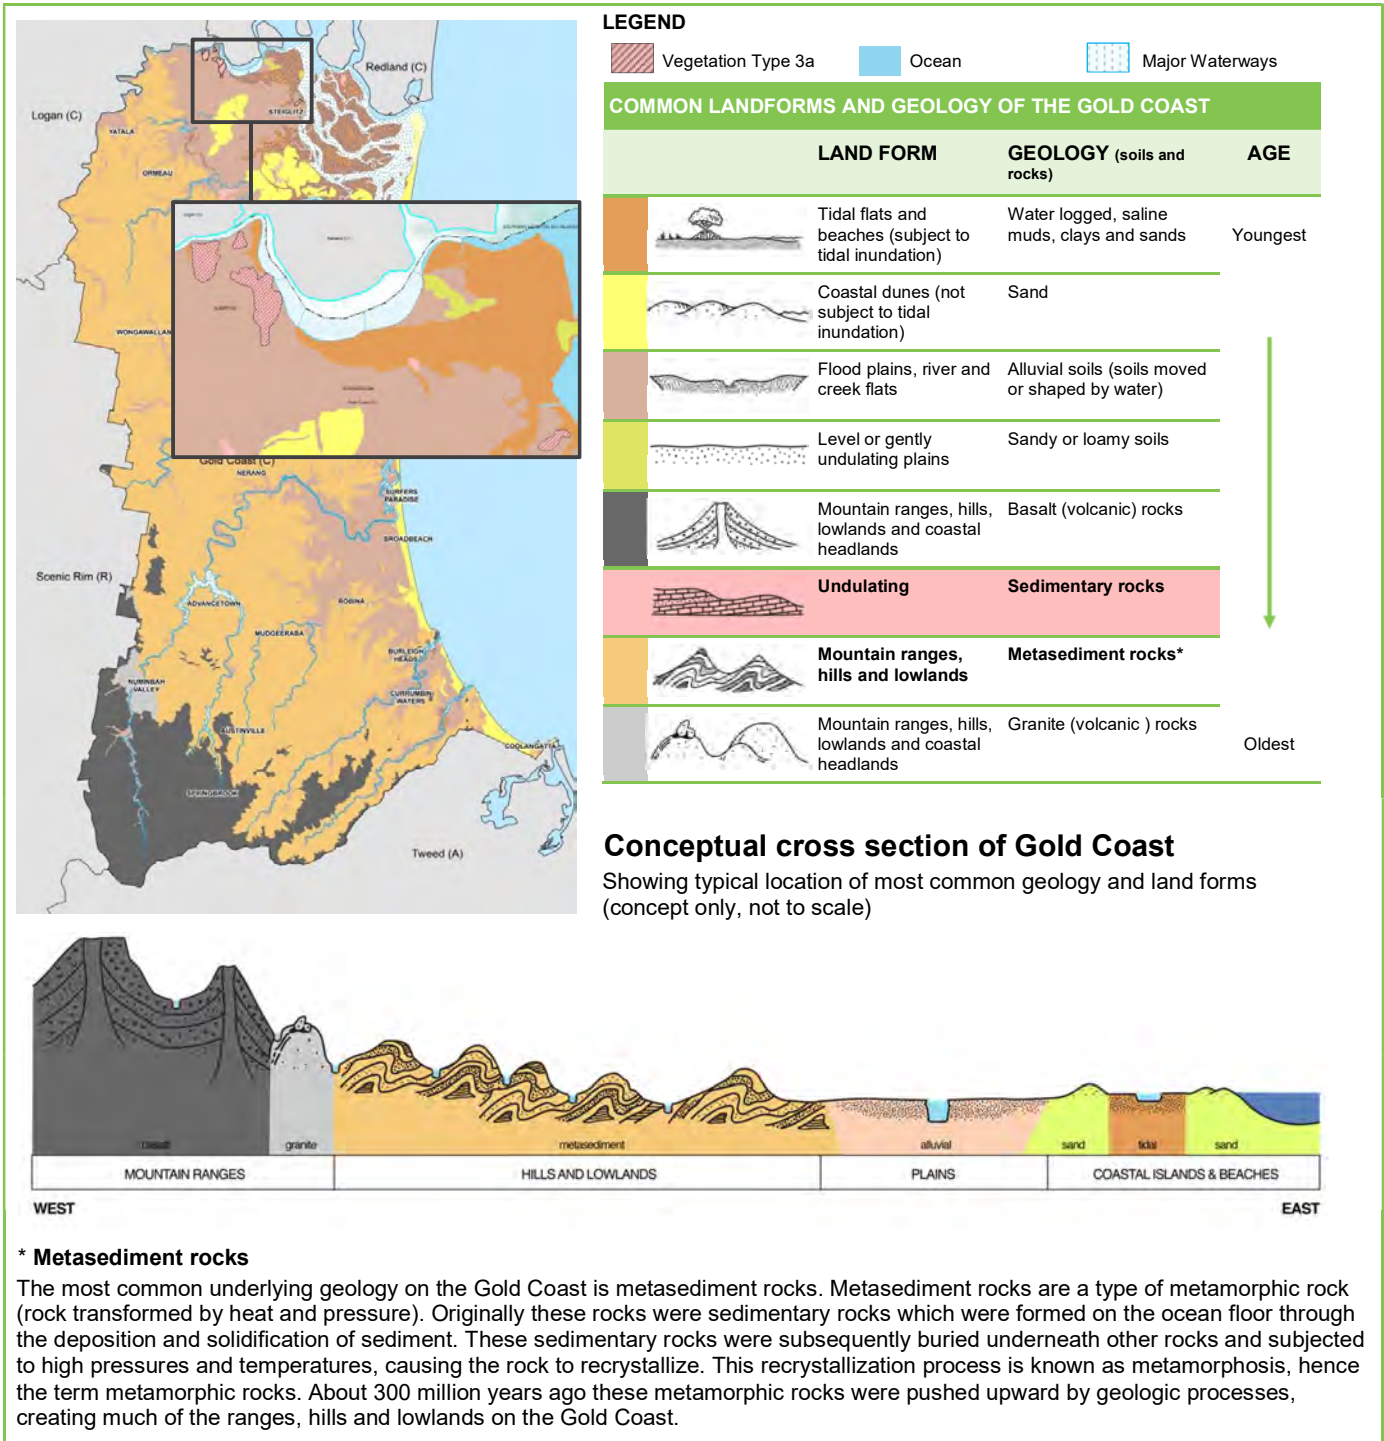 LEGEND
Vegetation Type 3a
Ocean
Major Waterways
COMMON LANDFORMS AND GEOLOGY OF THE GOLD COAST
LAND FORM
GEOLOGY (soils and
rocks)
AGE
Tidal flats and
beaches (subject to
tidal inundation)
Water logged, saline
muds, clays and sands
Youngest
Coastal dunes (not
subject to tidal
inundation)
Sand
Flood plains, river and
creek flats
Alluvial soils (soils moved
or shaped by water)
Level or gently
undulating plains
Sandy or loamy soils
Mountain ranges, hills,
lowlands and coastal
headlands
Basalt (volcanic) rocks
Undulating
Sedimentary rocks
Mountain ranges,
hills and lowlands
Metasediment rocks*
Mountain ranges, hills,
lowlands and coastal
headlands
Granite (volcanic ) rocks
Oldest
Redland (C)
Logan (C)
STEIGLITZ
YATALA
ORMEAU
WONGAWALLAN
Gold Coast (C)
NERANG
SURFERS
PARADISE
BROADBEACH
Scenic Rim (R)
ADVANCETOWN
ROBINA
MUDGEERABA
BURLEIGH
HEADS
NUMINBAH
VALLEY
CURRUMBIN
WATERS
AUSTINVILLE
COOLANGATTA
SPRINGBROOK
Tweed (A)
Conceptual cross section of Gold Coast
Showing typical location of most common geology and land forms
(concept only, not to scale)
basalt
granite
metasediment
alluvial
sand
tidal
sand
MOUNTAIN RANGES
HILLS AND LOWLANDS
PLAINS
COASTAL ISLANDS & BEACHES
WEST
EAST
* Metasediment rocks
The most common underlying geology on the Gold Coast is metasediment rocks. Metasediment rocks are a type of metamorphic rock
(rock transformed by heat and pressure). Originally these rocks were sedimentary rocks which were formed on the ocean floor through
the deposition and solidification of sediment. These sedimentary rocks were subsequently buried underneath other rocks and subjected
to high pressures and temperatures, causing the rock to recrystallize. This recrystallization process is known as metamorphosis, hence
the term metamorphic rocks. About 300 million years ago these metamorphic rocks were pushed upward by geologic processes,
creating much of the ranges, hills and lowlands on the Gold Coast.